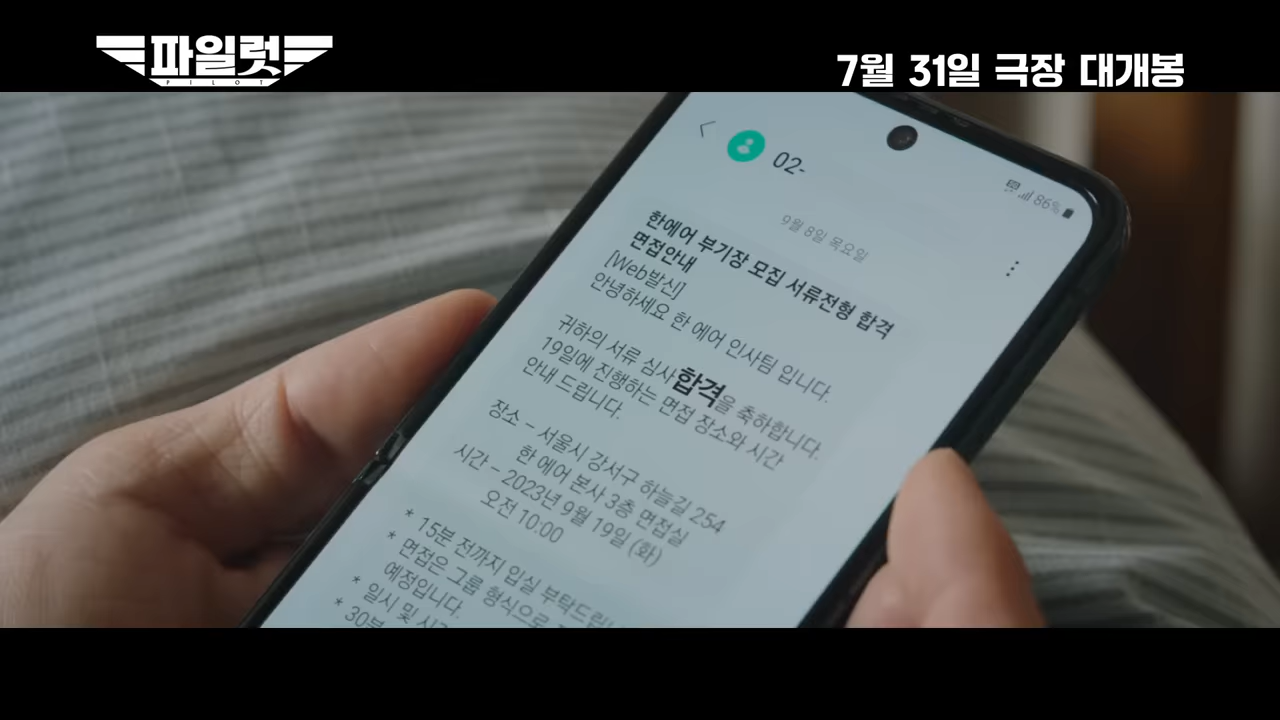 파일럿
PILOT
7월 31일 극장 대개봉
02-
86%
9월 8일 목요일
한에어 부기장 모집 서류전형 합격
면접안내
[Web발신]
안녕하세요 한 에어 인사팀 입니다.
귀하의 서류 심사 합격을 축하합니다.
19일에 진행하는 면접 장소와 시간
안내 드립니다.
장소 - 서울시 강서구 하늘길 254
한 에어 본사 3층 면접실
시간 - 2023년 9월 19일 (화)
오전 10:00
* 15분 전까지 입실 부탁드립니
* 면접은 그룹 형식으로
예정입니다.
* 일시 및 시간
* 30분